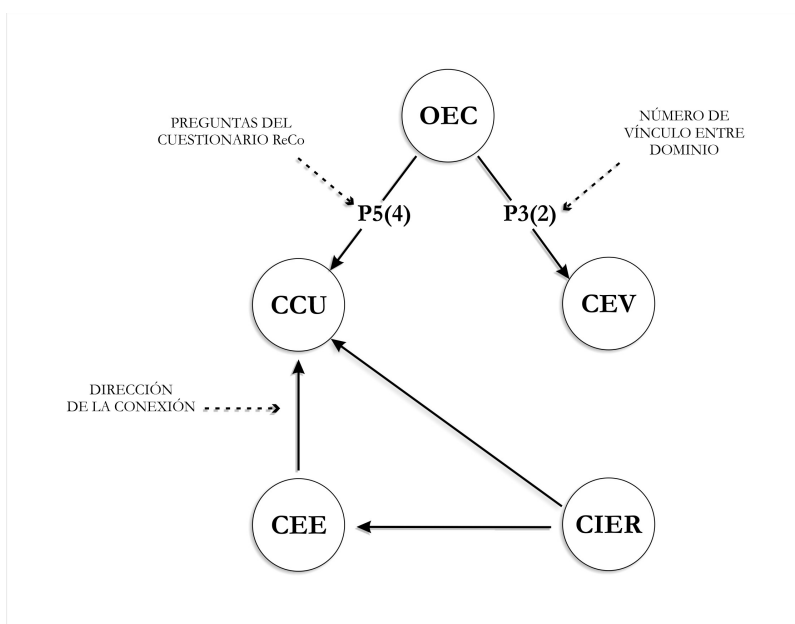 OEC
PREGUNTAS DEL
CUESTIONARIO ReCo
NÚMERO DE
VÍNCULO ENTRE
DOMINIO
P5(4)
P3(2)
CCU
CEV
DIRECCIÓN
DE LA CONEXIÓN
CEE
CIER